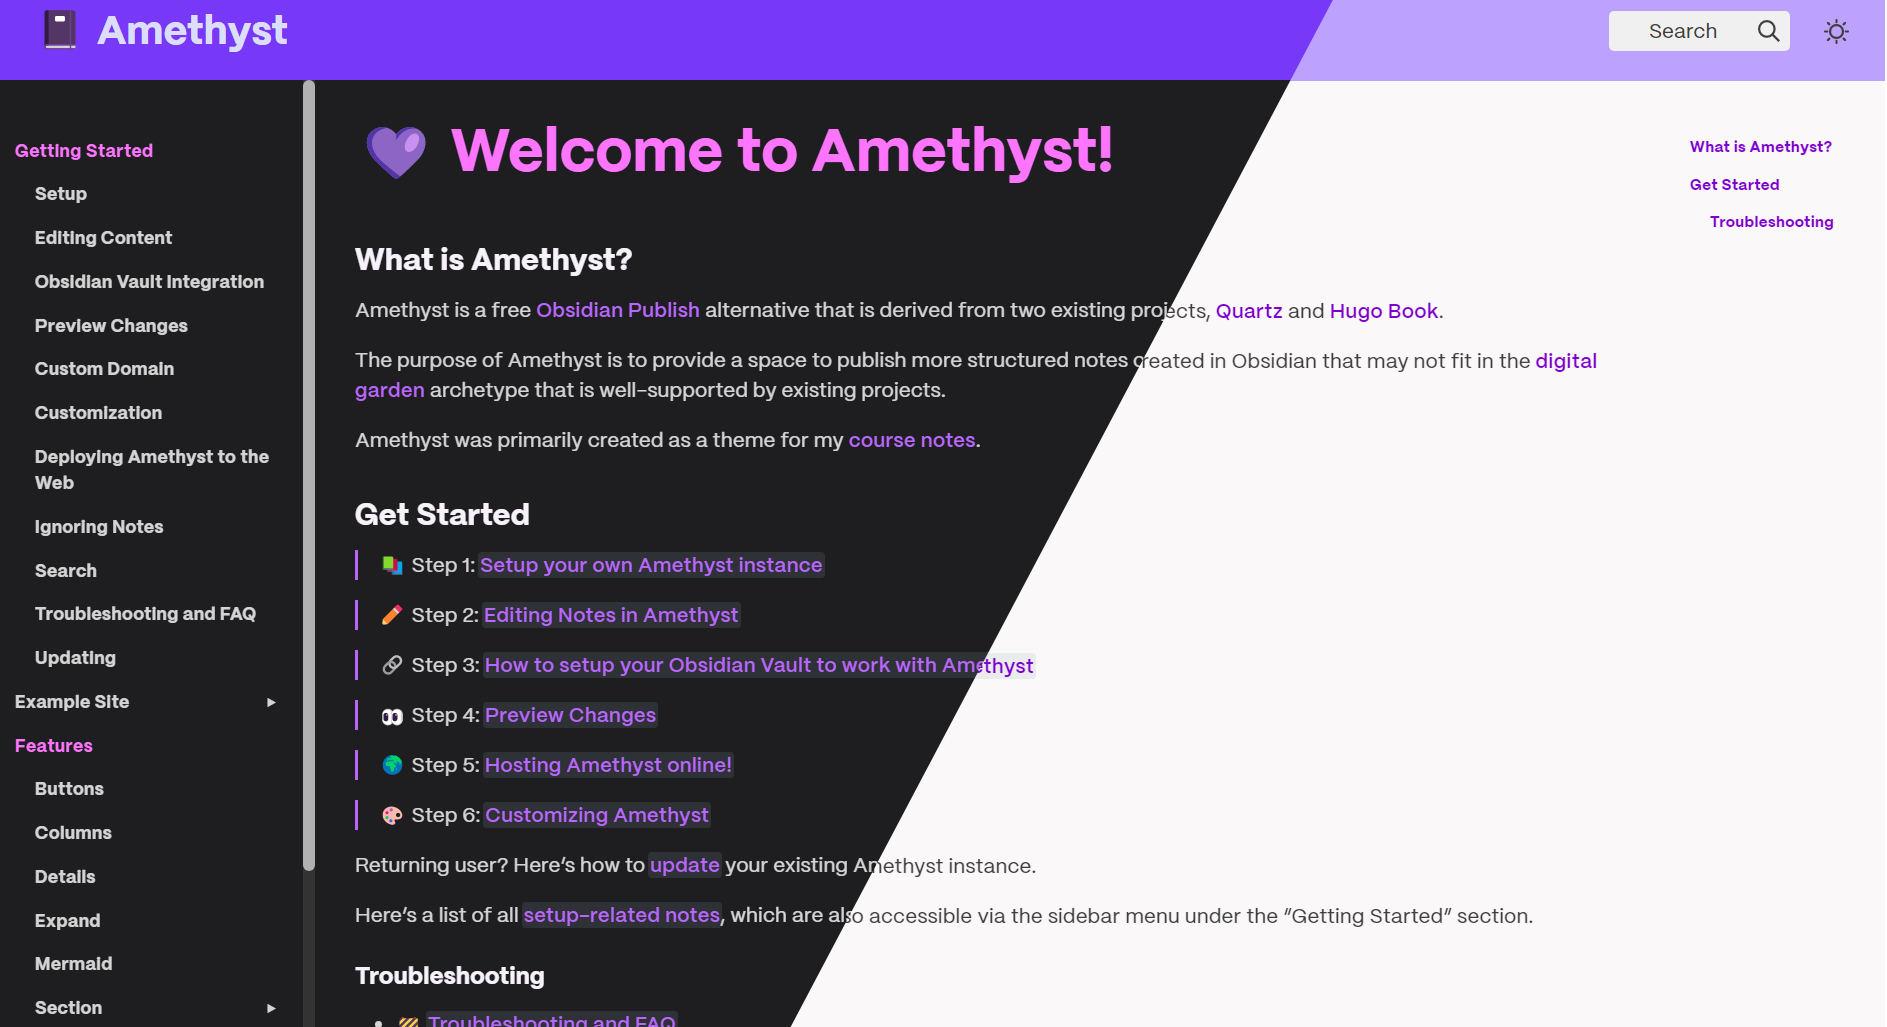 Amethyst
Search
Getting Started
Setup
Editing Content
Obsidian Vault Integration
Preview Changes
Custom Domain
Customization
Deploying Amethyst to the
Web
Ignoring Notes
Search
Troubleshooting and FAQ
Updating
Example Site
Features
Buttons
Columns
Details
Expand
Mermaid
Section
Welcome to Amethyst!
What is Amethyst?
Amethyst is a free Obsidian Publish alternative that is derived from two existing projects, Quartz and Hugo Book.
The purpose of Amethyst is to provide a space to publish more structured notes created in Obsidian that may not fit in the digital
garden archetype that is well-supported by existing projects.
Amethyst was primarily created as a theme for my course notes.
Get Started
Step 1: Setup your own Amethyst instance
Step 2: Editing Notes in Amethyst
Step 3: How to setup your Obsidian Vault to work with Amethyst
Step 4: Preview Changes
Step 5: Hosting Amethyst online!
Step 6: Customizing Amethyst
Returning user? Here’s how to update your existing Amethyst instance.
Here’s a list of all setup-related notes, which are also accessible via the sidebar menu under the “Getting Started” section.
Troubleshooting
Troubleshooting and FAQ
What is Amethyst?
Get Started
Troubleshooting